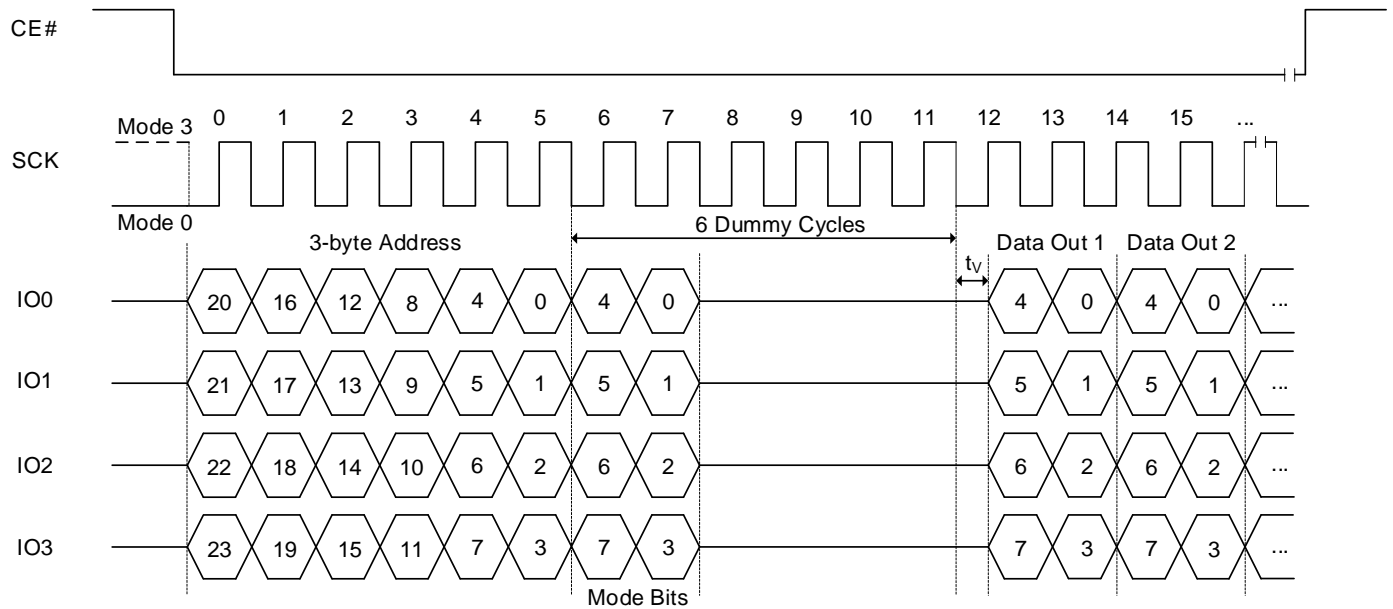 CE#
Mode 3 0 1 2 3 4 5 6 7 8 9 10 11 12 13 14 15 ...
SCK
Mode 0
6 Dummy Cycles
3-byte Address Data Out 1 Data Out 2
tV
IO0 20 16 12 8 4 0 4 0 4 0 4 0 ...
IO1 21 17 13 9 5 1 5 1 5 1 5 1 ...
IO2 22 18 14 10 6 2 6 2 6 2 6 2 ...
IO3 23 19 15 11 7 3 7 3 7 3 7 3 ...
Mode Bits